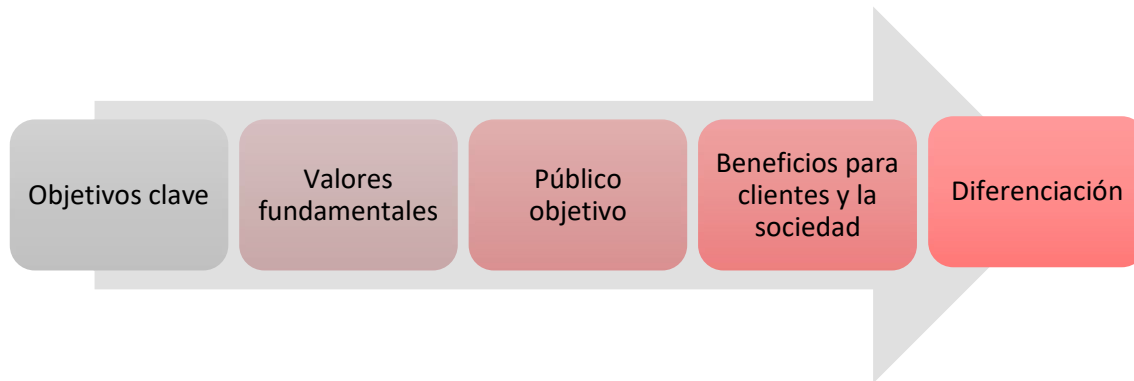 Objetivos clave
Valores
fundamentales
Público
objetivo
Beneficios para
clientes y la
sociedad
Diferenciación